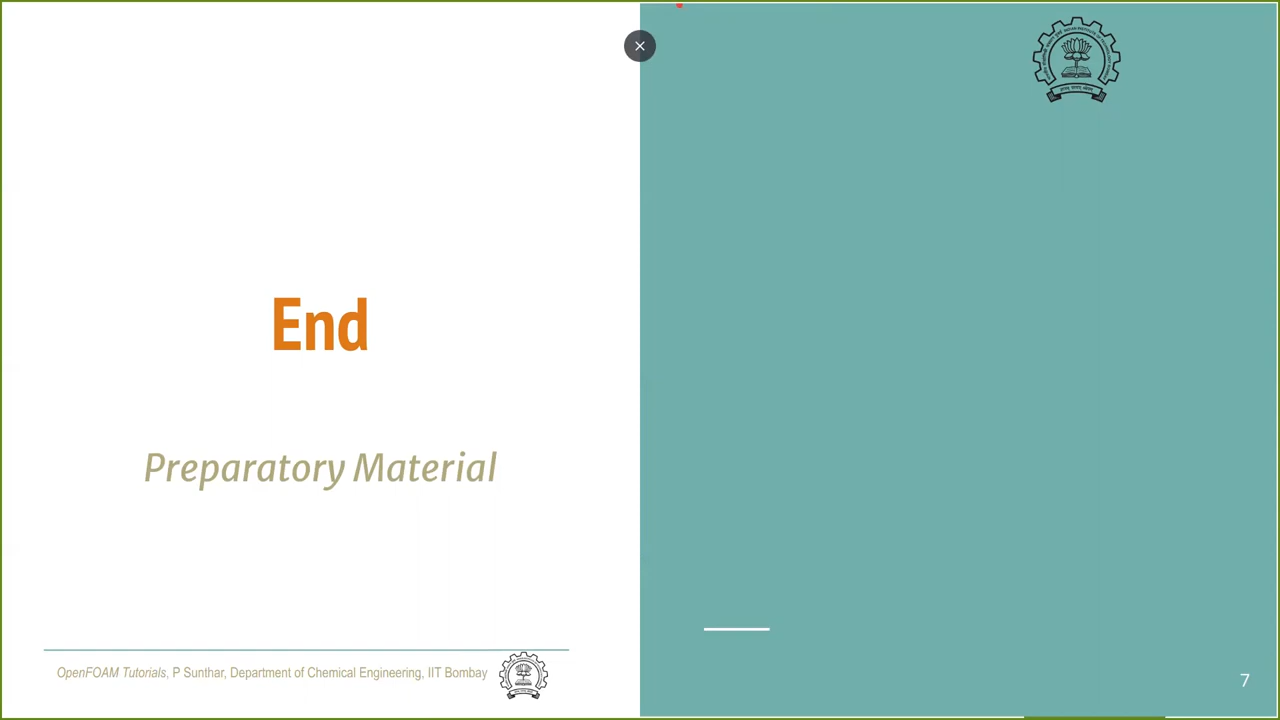 End
Preparatory Material
OpenFOAM Tutorials, P Sunthar, Department of Chemical Engineering, IIT Bombay
7